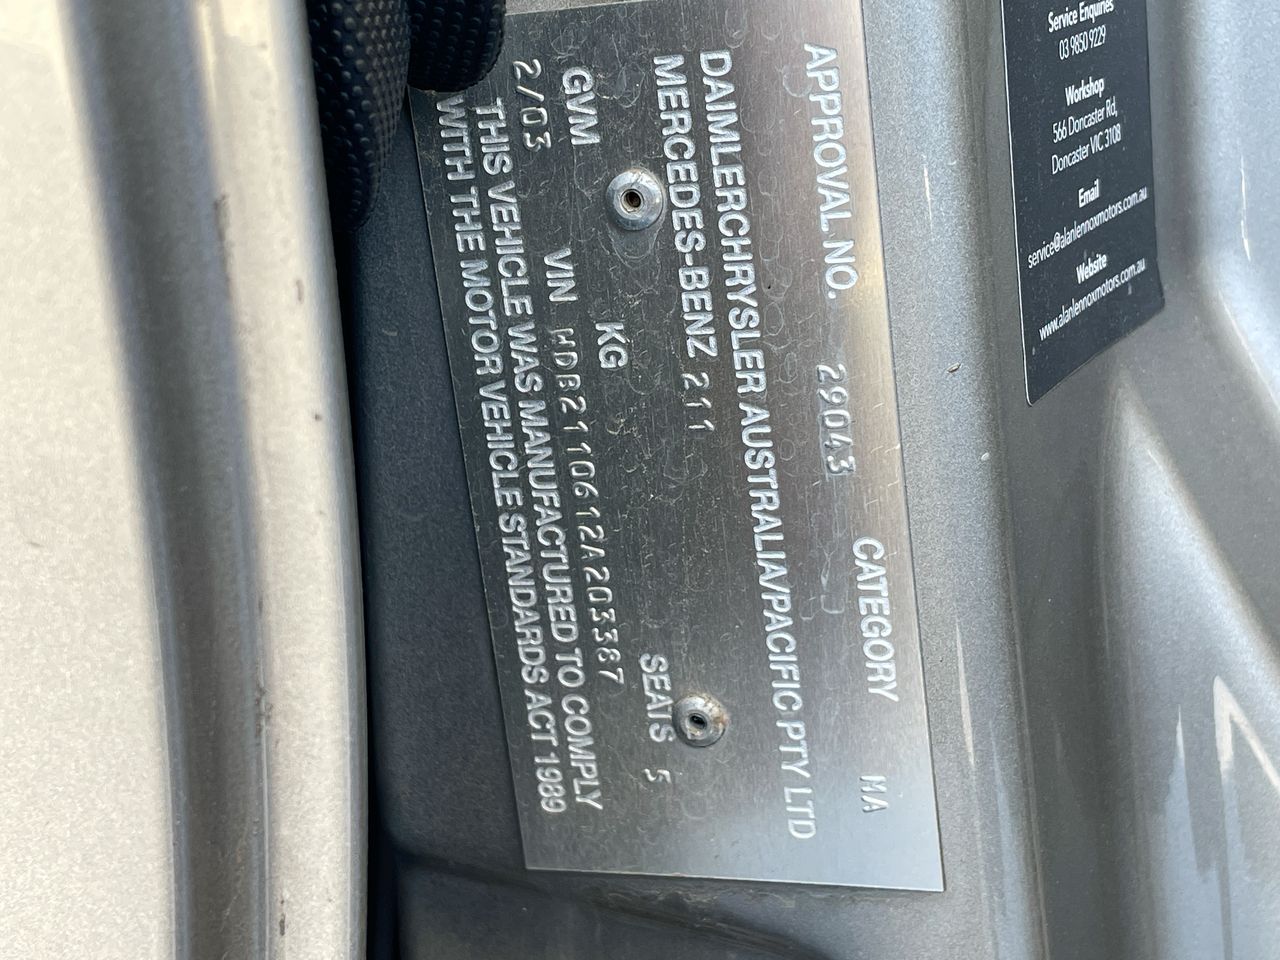 APPROVAL NO. 29043 CATEGORY MA
DAIMLERCHRYSLER AUSTRALIA/PACIFIC PTY LTD
MERCEDES-BENZ 211
GVM KG SEATS 5
2/03 VIN WDB2110612A203387
THIS VEHICLE WAS MANUFACTURED TO COMPLY
WITH THE MOTOR VEHICLE STANDARDS ACT 1989
Service Enquiries
03 9850 9229
Workshop
566 Doncaster Rd,
Doncaster VIC 3108
Email
service@alanlennoxmotors.com.au
Website
www.alanlennoxmotors.com.au